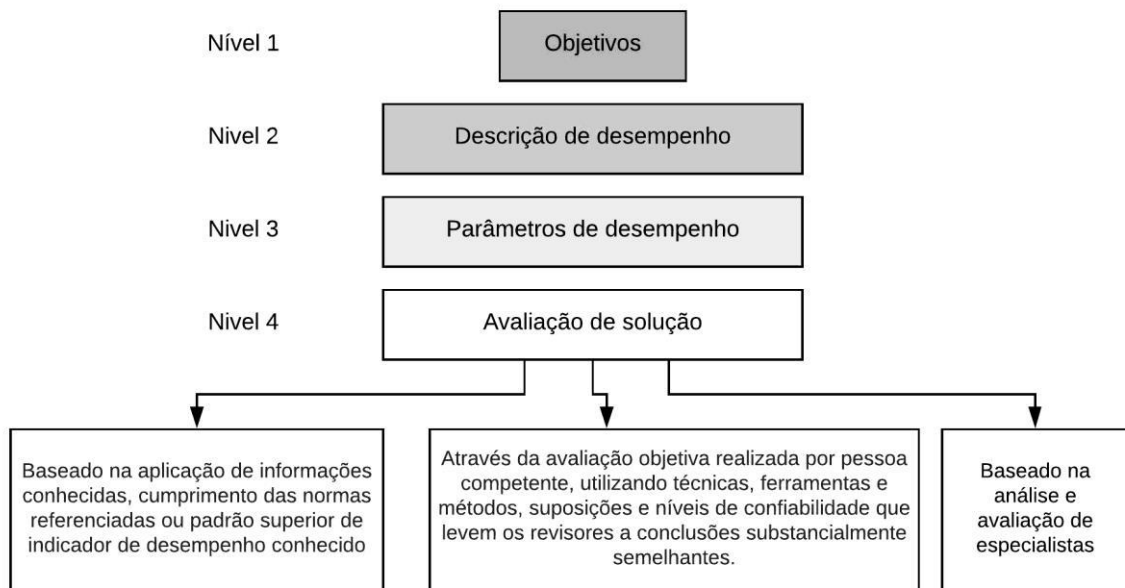 Nível 1
Objetivos
Nivel 2
Descrição de desempenho
Nivel 3
Parâmetros de desempenho
Nivel 4
Avaliação de solução
Baseado na aplicação de informações
conhecidas, cumprimento das normas
referenciadas ou padrão superior de
indicador de desempenho conhecido
Através da avaliação objetiva realizada por pessoa
competente, utilizando técnicas, ferramentas e
métodos, suposições e níveis de confiabilidade que
levem os revisores a conclusões substancialmente
semelhantes.
Baseado na
análise e
avaliação de
especialistas